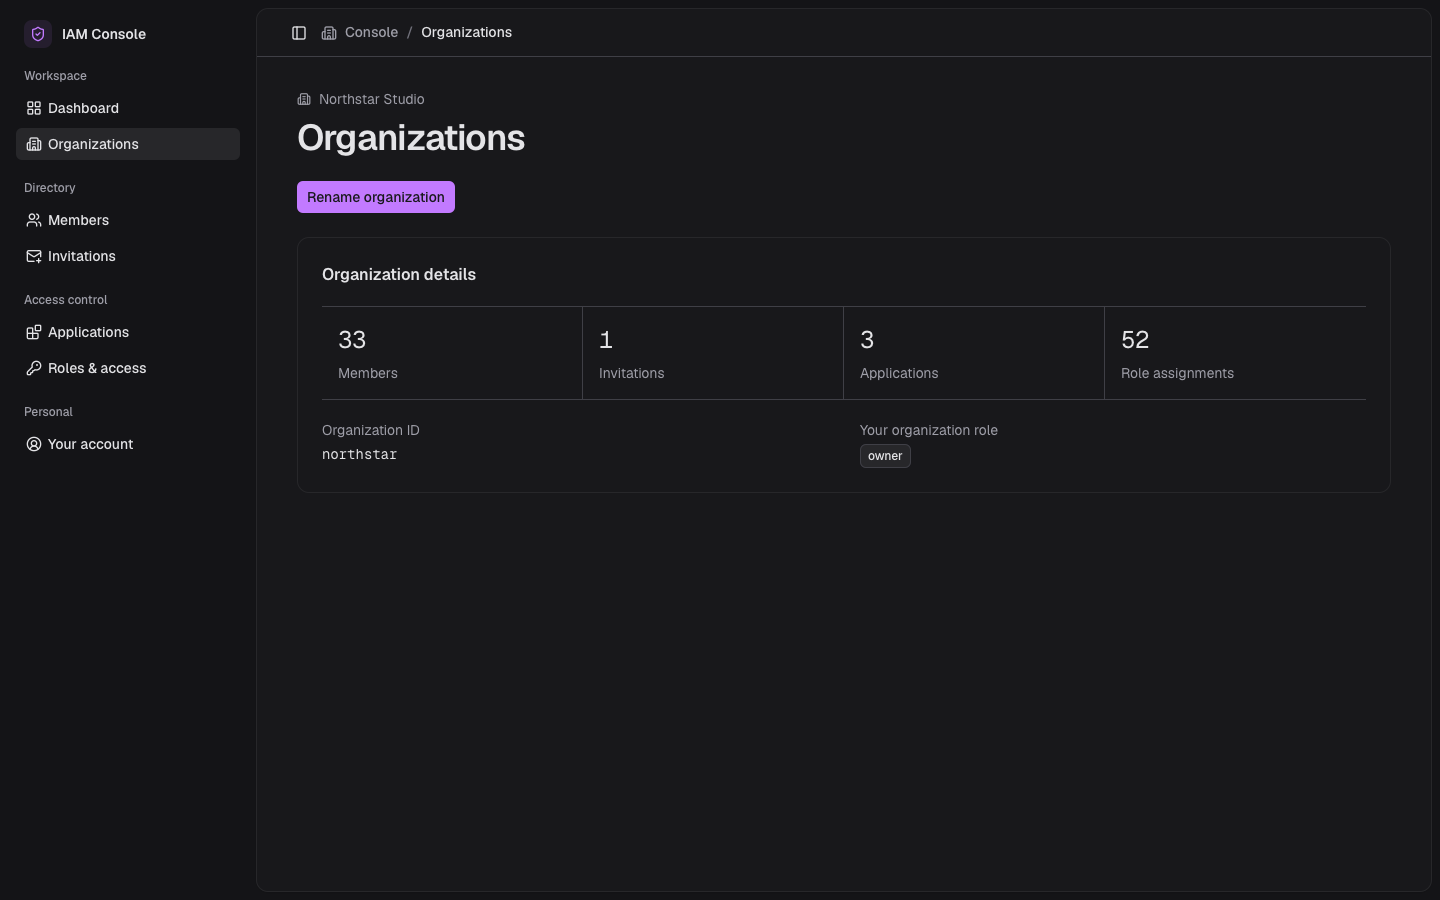 IAM Console
Workspace
Dashboard
Organizations
Directory
Members
Invitations
Access control
Applications
Roles & access
Personal
Your account
Console / Organizations
Northstar Studio
Organizations
Rename organization
Organization details
33
Members
1
Invitations
3
Applications
52
Role assignments
Organization ID
northstar
Your organization role
owner